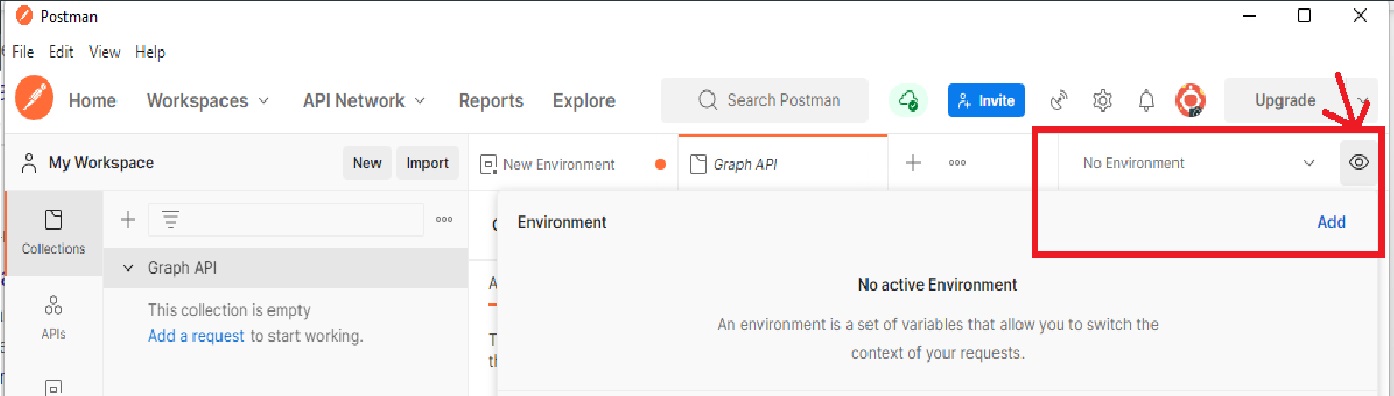 Postman
File Edit View Help
Home Workspaces API Network Reports Explore Search Postman Invite Upgrade
My Workspace New Import New Environment Graph API No Environment
Collections
Environment Add
Graph API
No active Environment
This collection is empty
Add a request to start working.
An environment is a set of variables that allow you to switch the
context of your requests.
APIs